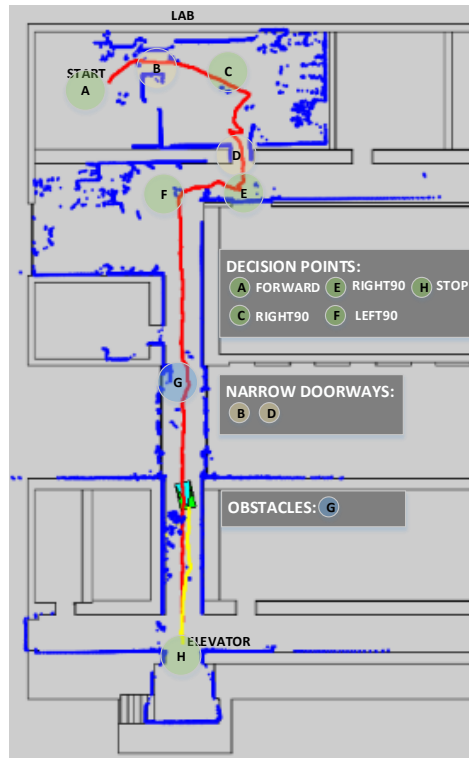 LAB
START
A
B
C
D
E
F
DECISION POINTS:
A FORWARD E RIGHT90 H STOP
C RIGHT90 F LEFT90
G
NARROW DOORWAYS:
B D
OBSTACLES: G
ELEVATOR
H